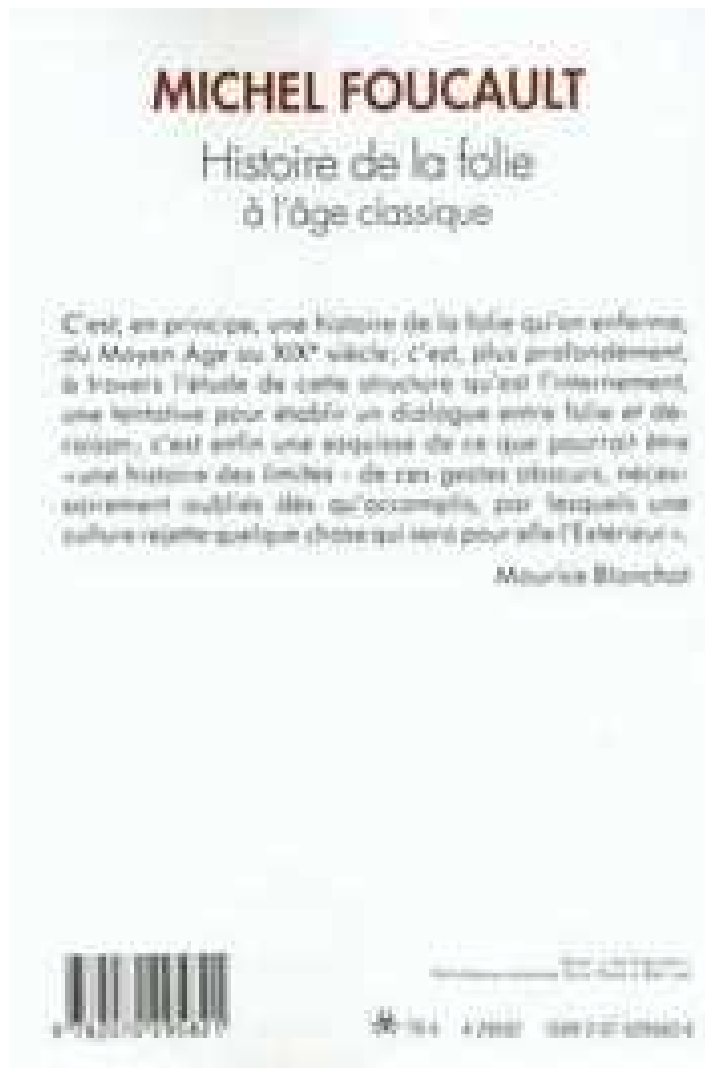 MICHEL FOUCAULT
Histoire de la folie
à l'âge classique
C'est, en principe, une histoire de la folie qu'on enferme,
du Moyen Age au XIXᵉ siècle; c'est, plus profondément,
à travers l'étude de cette structure qu'est l'internement,
une tentative pour établir un dialogue entre folie et dé-
raison; c'est enfin une esquisse de ce que pourrait être
«une histoire des limites - de ces gestes obscurs, néces-
sairement oubliés dès qu'accomplis, par lesquels une
culture rejette quelque chose qui sera pour elle l'Extérieur».
Maurice Blanchot